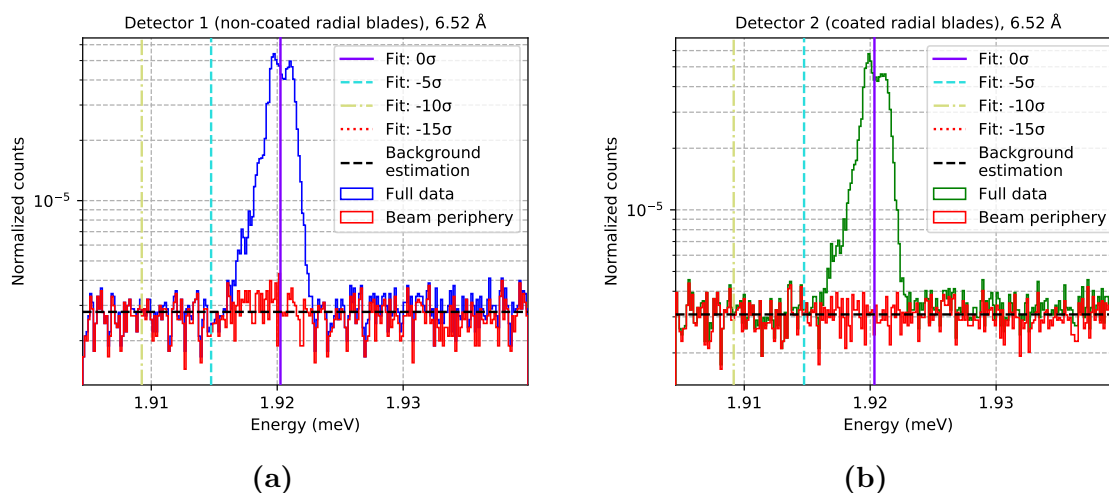 Detector 1 (non-coated radial blades), 6.52 Å
Normalized counts
10⁻⁵
Fit: 0σ
Fit: -5σ
Fit: -10σ
Fit: -15σ
Background
estimation
Full data
Beam periphery
1.91 1.92 1.93
Energy (meV)
(a)
Detector 2 (coated radial blades), 6.52 Å
Normalized counts
10⁻⁵
Fit: 0σ
Fit: -5σ
Fit: -10σ
Fit: -15σ
Background
estimation
Full data
Beam periphery
1.91 1.92 1.93
Energy (meV)
(b)